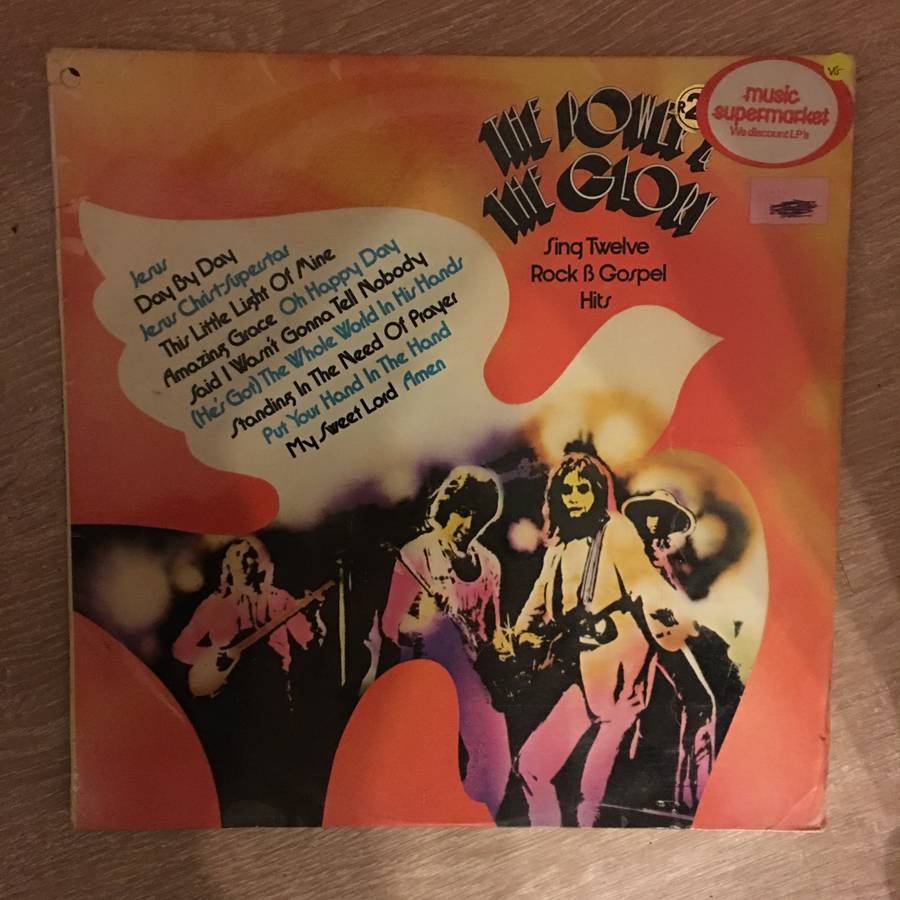 THE POWER &
THE GLORY
Sing Twelve
Rock & Gospel
Hits
R2
music
supermarket
We discount LP's
VG-
Jesus
Day By Day
Jesus Christ-Superstar
This Little Light Of Mine
Amazing Grace Oh Happy Day
Said I Wasn't Gonna Tell Nobody
(He's Got) The Whole World In His Hands
Standing In The Need Of Prayer
Put Your Hand In The Hand
My Sweet Lord Amen